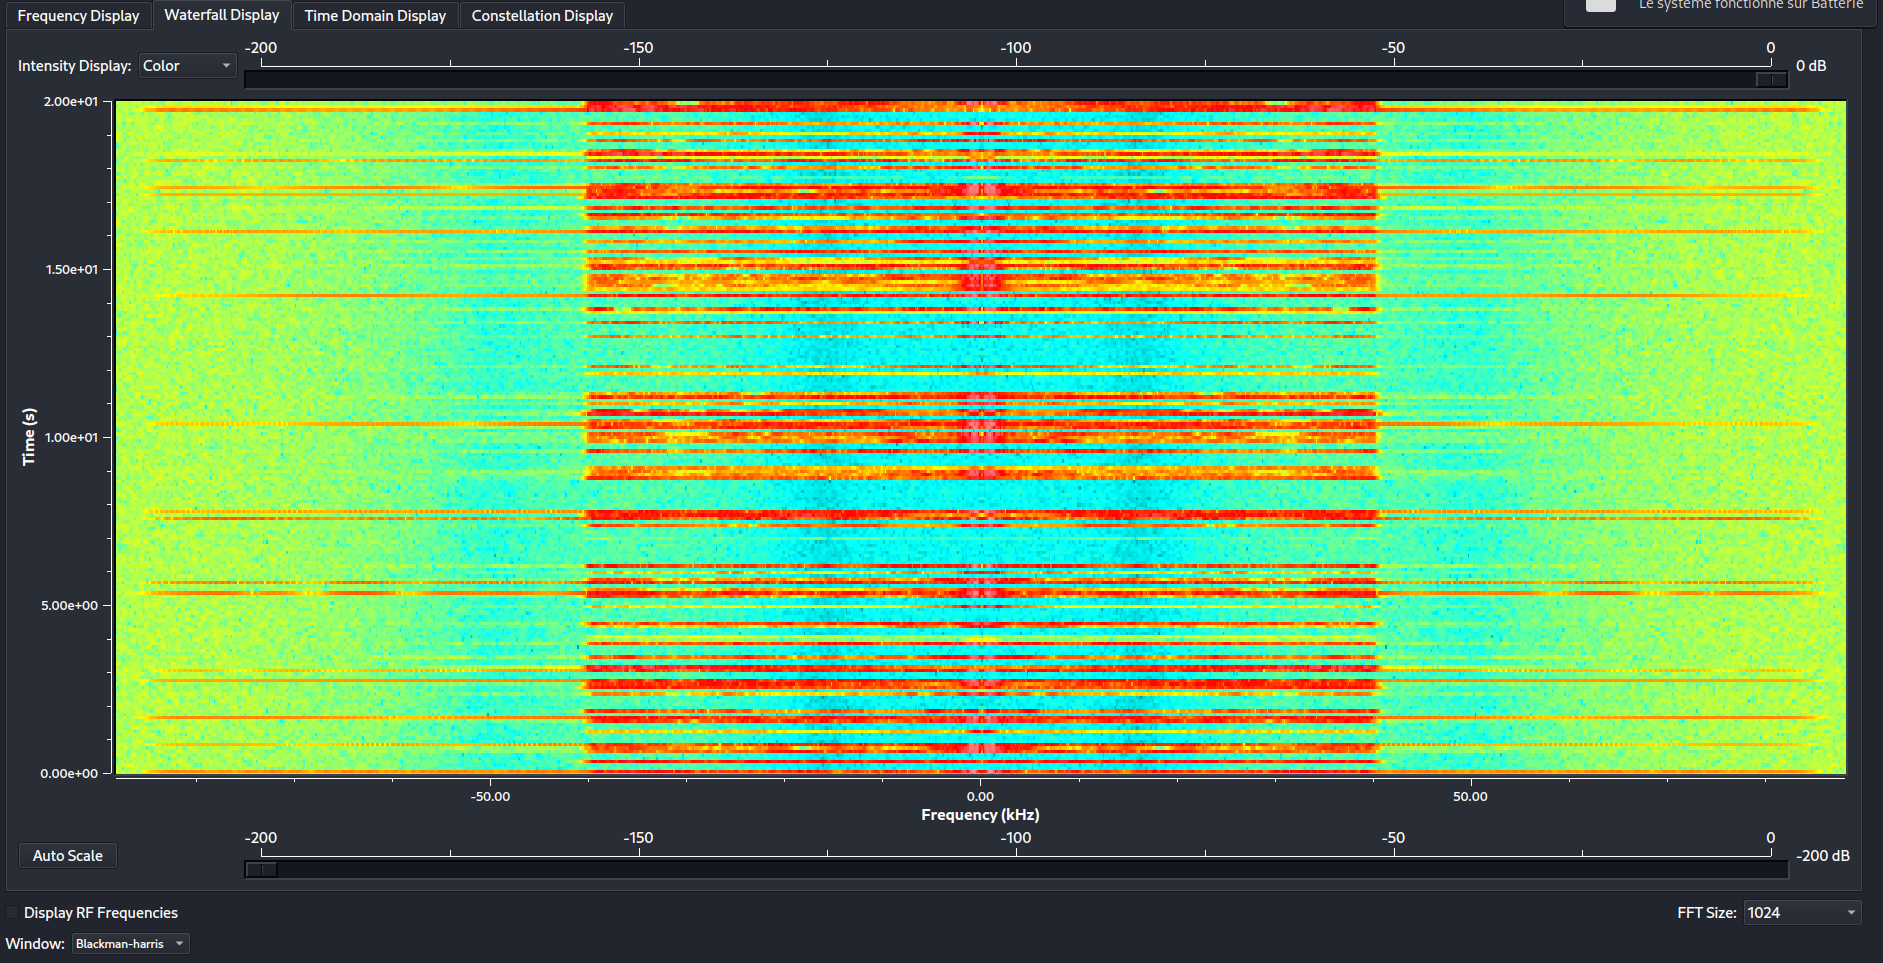 Frequency Display Waterfall Display Time Domain Display Constellation Display
Le système fonctionne sur Batterie
-200 -150 -100 -50 0
Intensity Display: Color 0 dB
2.00e+01
1.50e+01
1.00e+01
5.00e+00
0.00e+00
Time (s)
-50.00 0.00 50.00
Frequency (kHz)
-200 -150 -100 -50 0
Auto Scale -200 dB
Display RF Frequencies FFT Size: 1024
Window: Blackman-harris